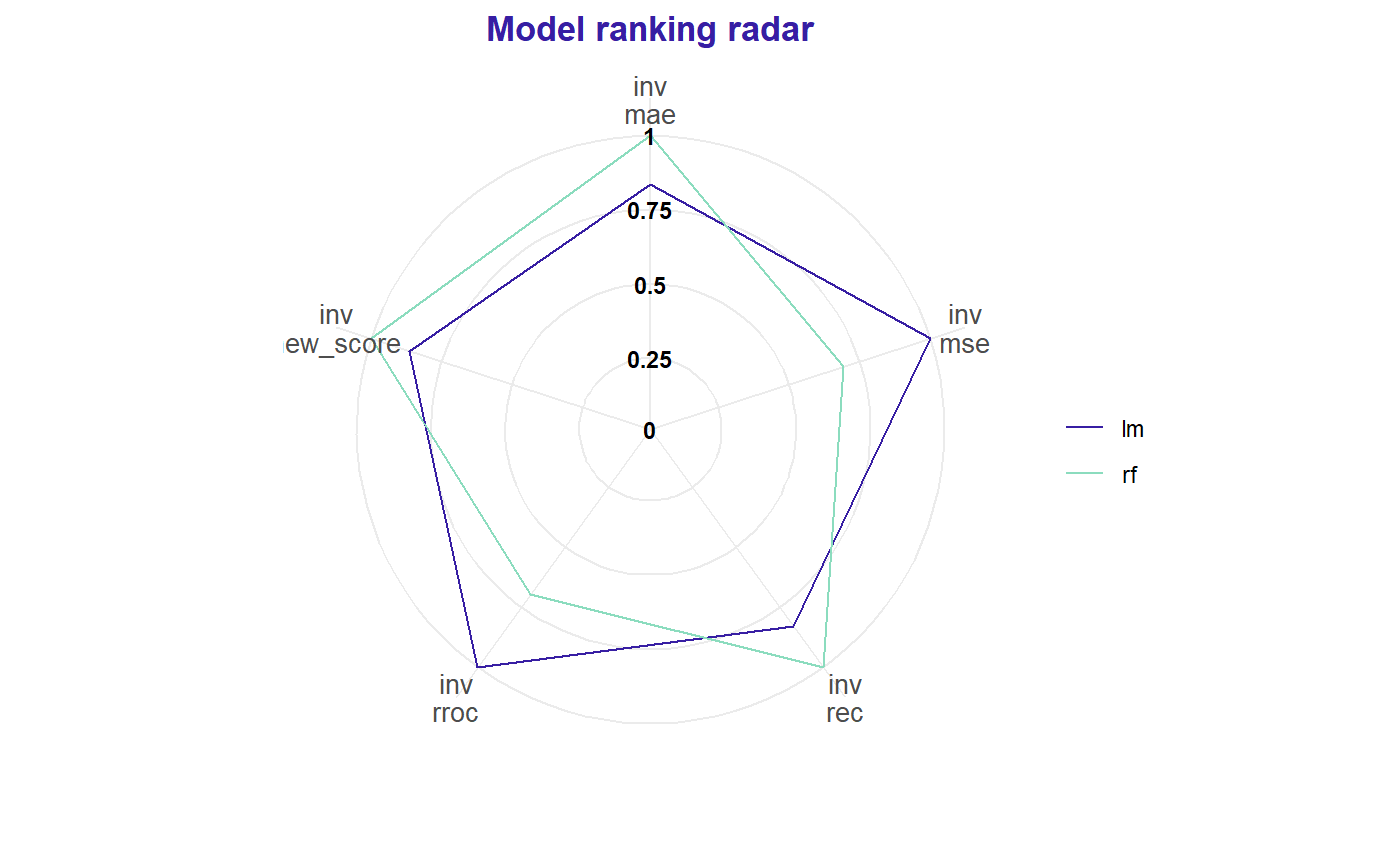 Model ranking radar
inv
mae
1
0.75
0.5
0.25
0
inv
ew_score
inv
mse
lm
rf
inv
rroc
inv
rec